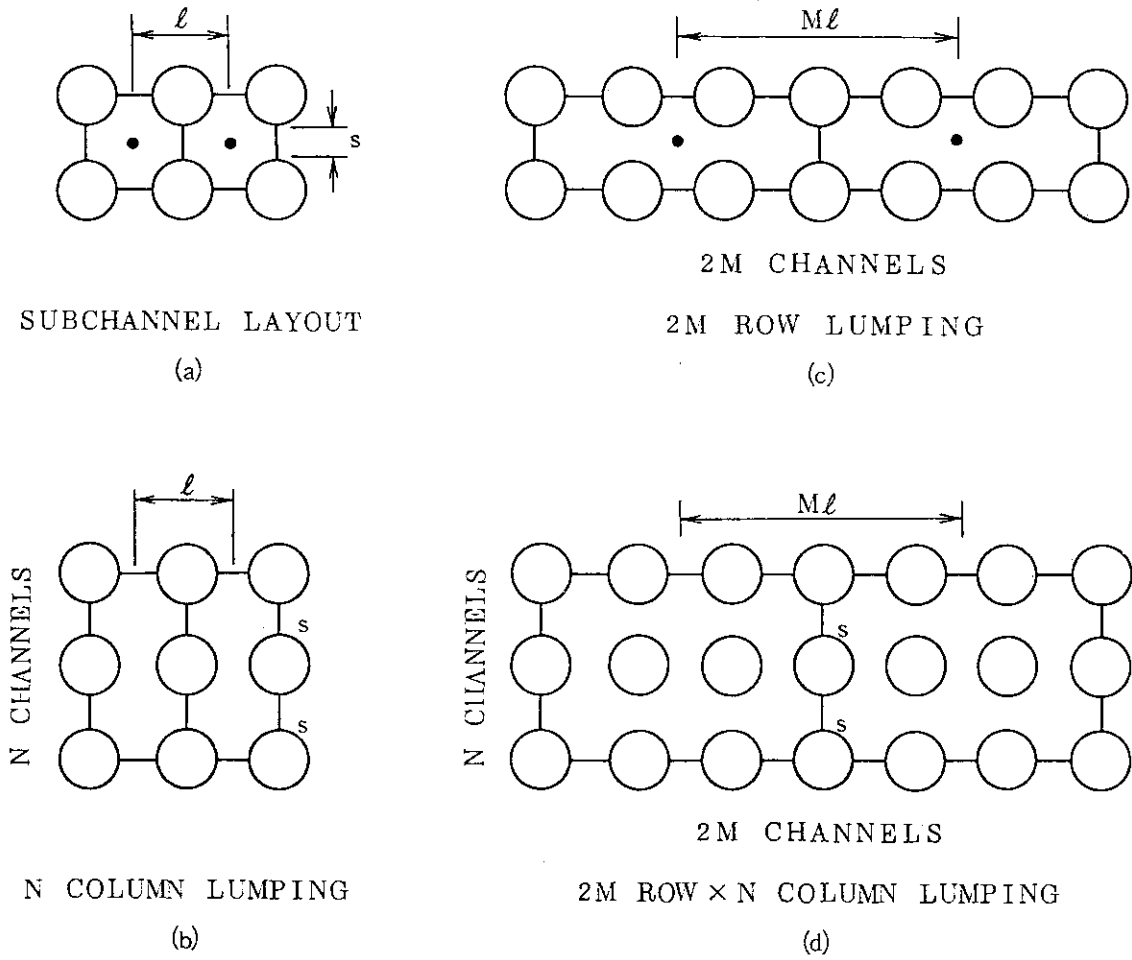 ℓ
s
SUBCHANNEL LAYOUT
(a)
Mℓ
2M CHANNELS
2M ROW LUMPING
(c)
ℓ
N CHANNELS
s
s
N COLUMN LUMPING
(b)
Mℓ
N CHANNELS
s
s
2M CHANNELS
2M ROW × N COLUMN LUMPING
(d)